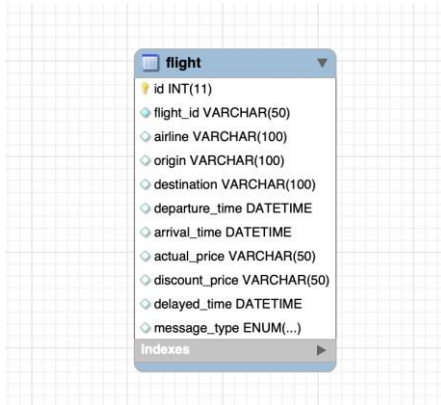 flight
id INT(11)
flight_id VARCHAR(50)
airline VARCHAR(100)
origin VARCHAR(100)
destination VARCHAR(100)
departure_time DATETIME
arrival_time DATETIME
actual_price VARCHAR(50)
discount_price VARCHAR(50)
delayed_time DATETIME
message_type ENUM(...)
Indexes